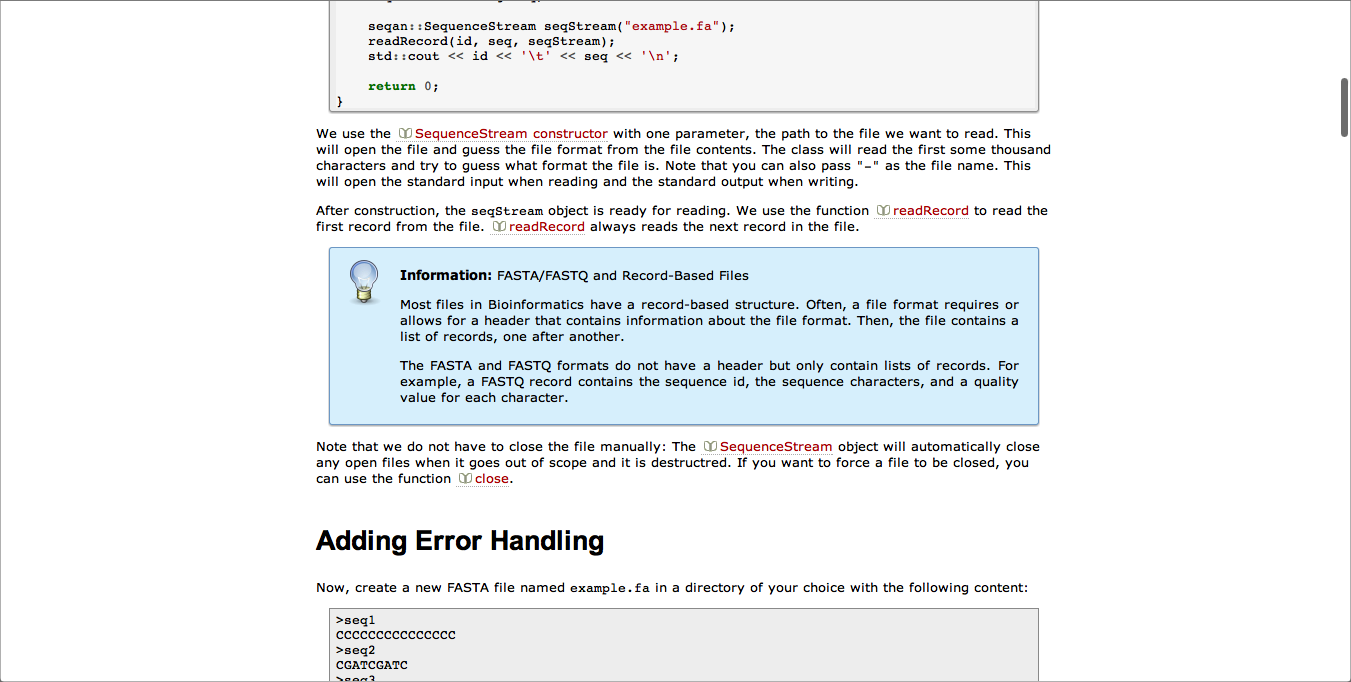 seqan::SequenceStream seqStream("example.fa");
readRecord(id, seq, seqStream);
std::cout << id << '\t' << seq << '\n';
return 0;
}
We use the SequenceStream constructor with one parameter, the path to the file we want to read. This
will open the file and guess the file format from the file contents. The class will read the first some thousand
characters and try to guess what format the file is. Note that you can also pass "-" as the file name. This
will open the standard input when reading and the standard output when writing.
After construction, the seqStream object is ready for reading. We use the function readRecord to read the
first record from the file. readRecord always reads the next record in the file.
Information: FASTA/FASTQ and Record-Based Files
Most files in Bioinformatics have a record-based structure. Often, a file format requires or
allows for a header that contains information about the file format. Then, the file contains a
list of records, one after another.
The FASTA and FASTQ formats do not have a header but only contain lists of records. For
example, a FASTQ record contains the sequence id, the sequence characters, and a quality
value for each character.
Note that we do not have to close the file manually: The SequenceStream object will automatically close
any open files when it goes out of scope and it is destructred. If you want to force a file to be closed, you
can use the function close.
Adding Error Handling
Now, create a new FASTA file named example.fa in a directory of your choice with the following content:
>seq1
CCCCCCCCCCCCCCC
>seq2
CGATCGATC
>seq3